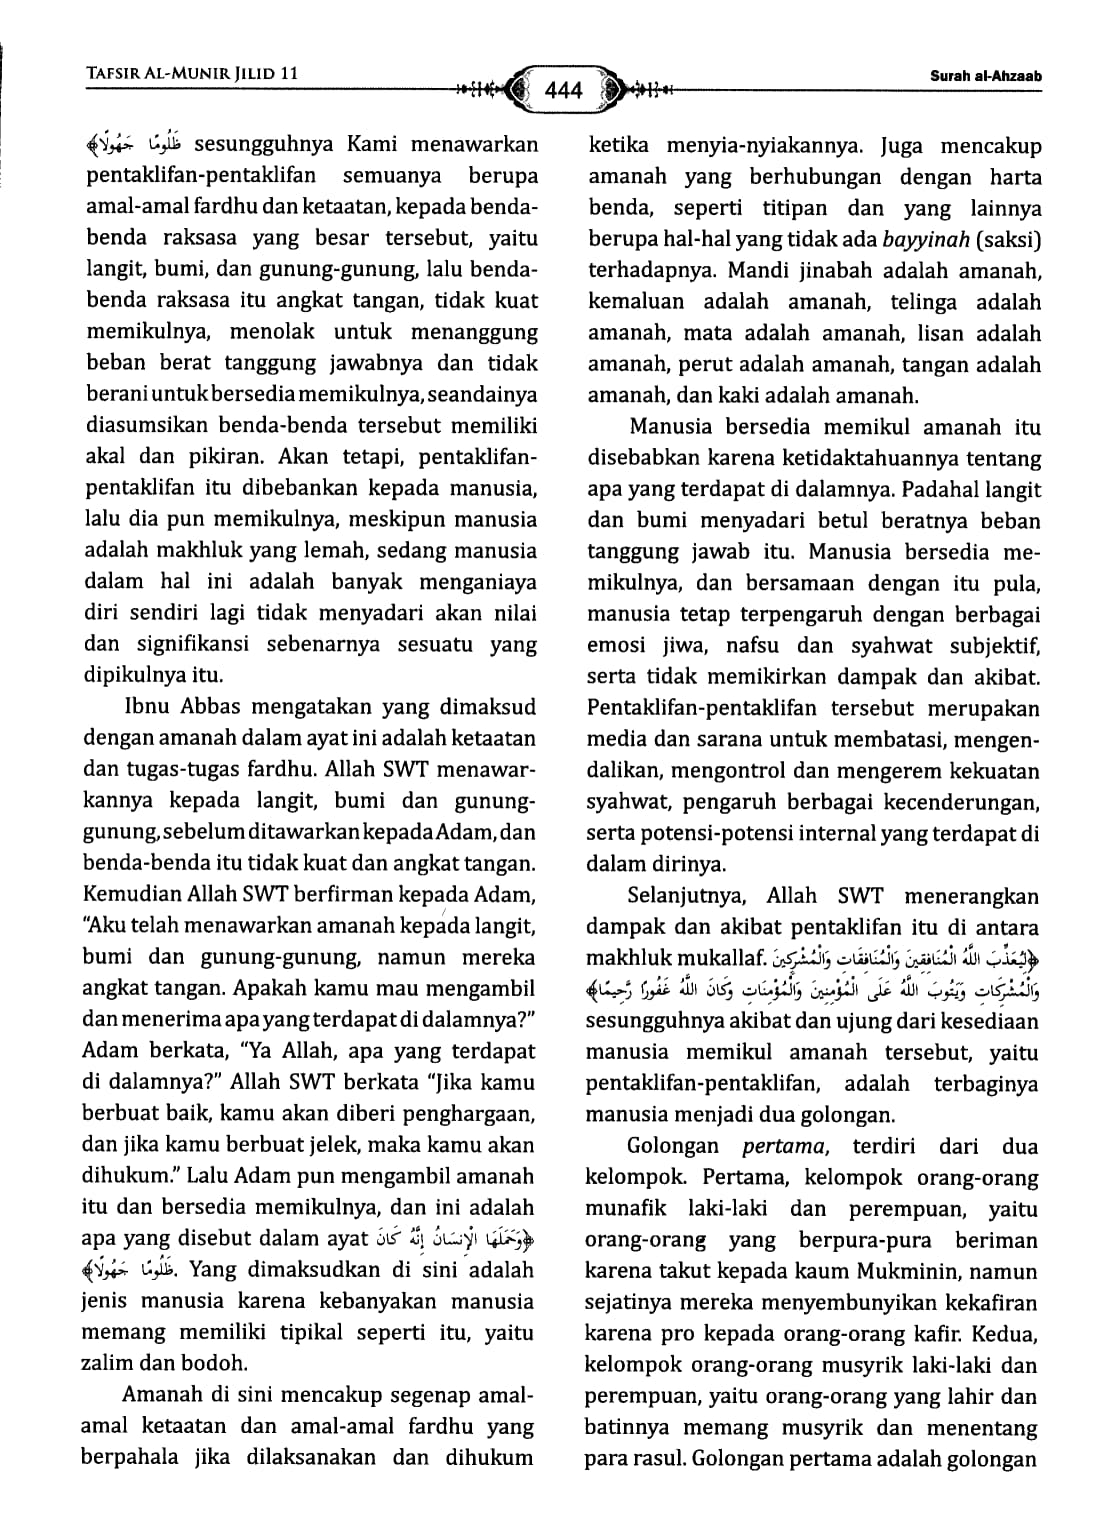 TAFSIR AL-MUNIR JILID 11
444
Surah al-Ahzaab
ظَلُومًا جَهُولًا﴾ sesungguhnya Kami menawarkan
pentaklifan-pentaklifan semuanya berupa
amal-amal fardhu dan ketaatan, kepada benda-
benda raksasa yang besar tersebut, yaitu
langit, bumi, dan gunung-gunung, lalu benda-
benda raksasa itu angkat tangan, tidak kuat
memikulnya, menolak untuk menanggung
beban berat tanggung jawabnya dan tidak
berani untuk bersedia memikulnya, seandainya
diasumsikan benda-benda tersebut memiliki
akal dan pikiran. Akan tetapi, pentaklifan-
pentaklifan itu dibebankan kepada manusia,
lalu dia pun memikulnya, meskipun manusia
adalah makhluk yang lemah, sedang manusia
dalam hal ini adalah banyak menganiaya
diri sendiri lagi tidak menyadari akan nilai
dan signifikansi sebenarnya sesuatu yang
dipikulnya itu.
Ibnu Abbas mengatakan yang dimaksud
dengan amanah dalam ayat ini adalah ketaatan
dan tugas-tugas fardhu. Allah SWT menawar-
kannya kepada langit, bumi dan gunung-
gunung, sebelum ditawarkan kepada Adam, dan
benda-benda itu tidak kuat dan angkat tangan.
Kemudian Allah SWT berfirman kepada Adam,
“Aku telah menawarkan amanah kepada langit,
bumi dan gunung-gunung, namun mereka
angkat tangan. Apakah kamu mau mengambil
dan menerima apa yang terdapat di dalamnya?”
Adam berkata, “Ya Allah, apa yang terdapat
di dalamnya?” Allah SWT berkata “Jika kamu
berbuat baik, kamu akan diberi penghargaan,
dan jika kamu berbuat jelek, maka kamu akan
dihukum.” Lalu Adam pun mengambil amanah
itu dan bersedia memikulnya, dan ini adalah
apa yang disebut dalam ayat ﴿وَحَمَلَهَا الْإِنسَانُ إِنَّهُ كَانَ
ظَلُومًا جَهُولًا﴾. Yang dimaksudkan di sini adalah
jenis manusia karena kebanyakan manusia
memang memiliki tipikal seperti itu, yaitu
zalim dan bodoh.
Amanah di sini mencakup segenap amal-
amal ketaatan dan amal-amal fardhu yang
berpahala jika dilaksanakan dan dihukum
ketika menyia-nyiakannya. Juga mencakup
amanah yang berhubungan dengan harta
benda, seperti titipan dan yang lainnya
berupa hal-hal yang tidak ada bayyinah (saksi)
terhadapnya. Mandi jinabah adalah amanah,
kemaluan adalah amanah, telinga adalah
amanah, mata adalah amanah, lisan adalah
amanah, perut adalah amanah, tangan adalah
amanah, dan kaki adalah amanah.
Manusia bersedia memikul amanah itu
disebabkan karena ketidaktahuannya tentang
apa yang terdapat di dalamnya. Padahal langit
dan bumi menyadari betul beratnya beban
tanggung jawab itu. Manusia bersedia me-
mikulnya, dan bersamaan dengan itu pula,
manusia tetap terpengaruh dengan berbagai
emosi jiwa, nafsu dan syahwat subjektif,
serta tidak memikirkan dampak dan akibat.
Pentaklifan-pentaklifan tersebut merupakan
media dan sarana untuk membatasi, mengen-
dalikan, mengontrol dan mengerem kekuatan
syahwat, pengaruh berbagai kecenderungan,
serta potensi-potensi internal yang terdapat di
dalam dirinya.
Selanjutnya, Allah SWT menerangkan
dampak dan akibat pentaklifan itu di antara
makhluk mukallaf. ﴿لِيُعَذِّبَ اللَّهُ الْمُنَافِقِينَ وَالْمُنَافِقَاتِ وَالْمُشْرِكِينَ
وَالْمُشْرِكَاتِ وَيَتُوبَ اللَّهُ عَلَى الْمُؤْمِنِينَ وَالْمُؤْمِنَاتِ وَكَانَ اللَّهُ غَفُورًا رَّحِيمًا﴾
sesungguhnya akibat dan ujung dari kesediaan
manusia memikul amanah tersebut, yaitu
pentaklifan-pentaklifan, adalah terbaginya
manusia menjadi dua golongan.
Golongan pertama, terdiri dari dua
kelompok. Pertama, kelompok orang-orang
munafik laki-laki dan perempuan, yaitu
orang-orang yang berpura-pura beriman
karena takut kepada kaum Mukminin, namun
sejatinya mereka menyembunyikan kekafiran
karena pro kepada orang-orang kafir. Kedua,
kelompok orang-orang musyrik laki-laki dan
perempuan, yaitu orang-orang yang lahir dan
batinnya memang musyrik dan menentang
para rasul. Golongan pertama adalah golongan